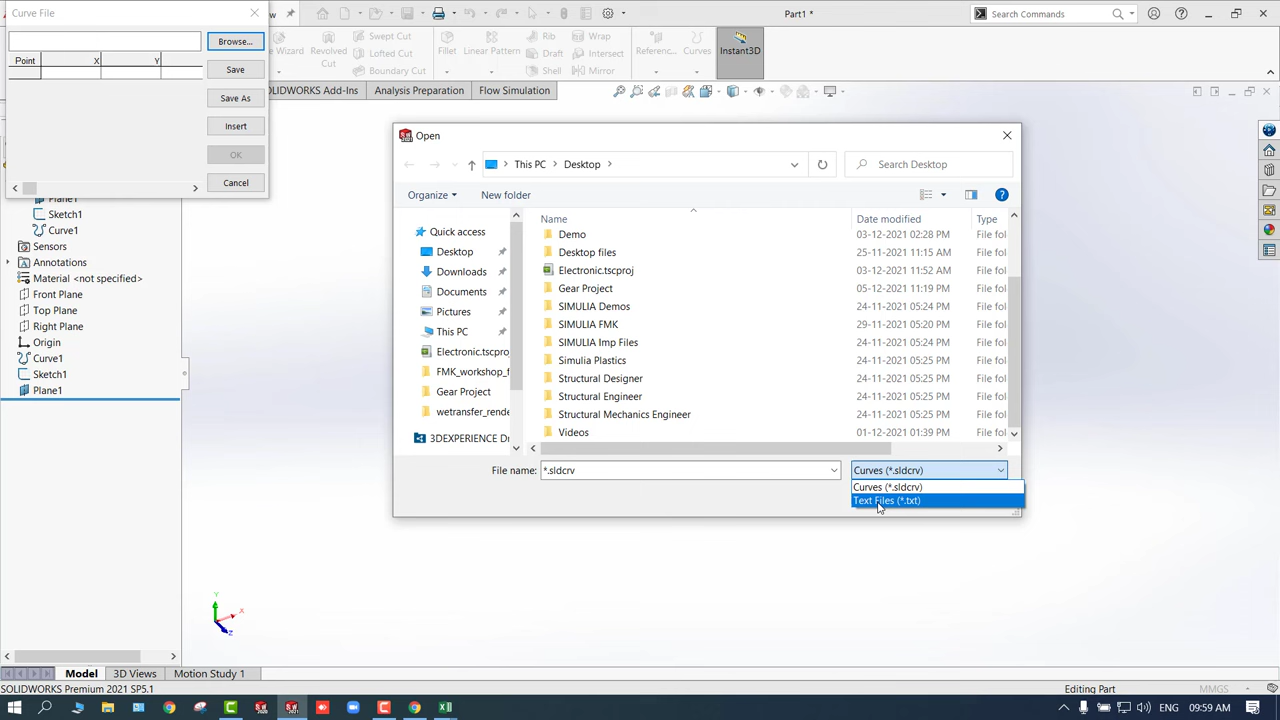 Curve File
Part1 *
Search Commands
Browse...
Point X Y
Save
Save As
Insert
OK
Cancel
Wizard
Revolved
Cut
Swept Cut
Lofted Cut
Boundary Cut
Fillet
Linear Pattern
Rib
Draft
Shell
Wrap
Intersect
Mirror
Referenc...
Curves
Instant3D
OLIDWORKS Add-Ins
Analysis Preparation
Flow Simulation
Plane1
Sketch1
Curve1
Sensors
Annotations
Material <not specified>
Front Plane
Top Plane
Right Plane
Origin
Curve1
Sketch1
Plane1
Open
This PC > Desktop >
Search Desktop
Organize
New folder
Quick access
Desktop
Downloads
Documents
Pictures
This PC
Electronic.tscproj
FMK_workshop_f
Gear Project
wetransfer_rende
3DEXPERIENCE Dr
Name Date modified Type
Demo 03-12-2021 02:28 PM File fol
Desktop files 25-11-2021 11:15 AM File fol
Electronic.tscproj 03-12-2021 11:52 AM File fol
Gear Project 05-12-2021 11:19 PM File fol
SIMULIA Demos 24-11-2021 05:24 PM File fol
SIMULIA FMK 29-11-2021 05:20 PM File fol
SIMULIA Imp Files 24-11-2021 05:24 PM File fol
Simulia Plastics 24-11-2021 05:25 PM File fol
Structural Designer 24-11-2021 05:25 PM File fol
Structural Engineer 24-11-2021 05:25 PM File fol
Structural Mechanics Engineer 24-11-2021 05:25 PM File fol
Videos 01-12-2021 01:39 PM File fol
File name: *.sldcrv
Curves (*.sldcrv)
Curves (*.sldcrv)
Text Files (*.txt)
Y
X
Z
Model
3D Views
Motion Study 1
SOLIDWORKS Premium 2021 SP5.1
Editing Part
MMGS
ENG
09:59 AM